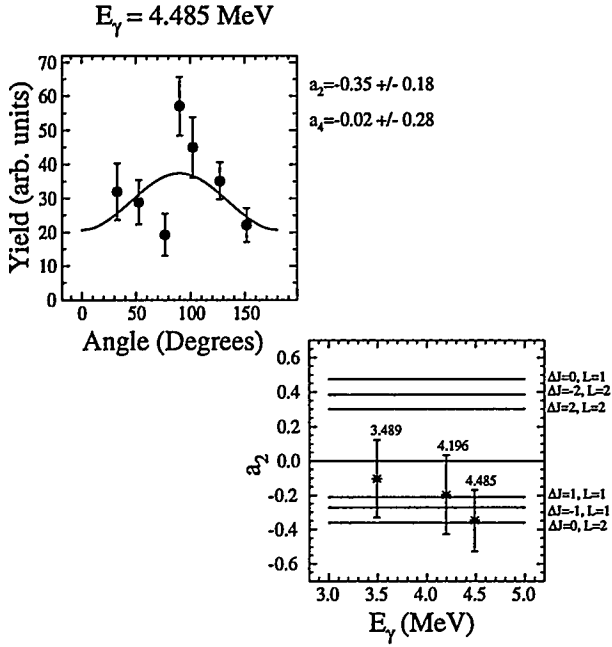 Eγ = 4.485 MeV
a2=-0.35 +/- 0.18
a4=-0.02 +/- 0.28
Yield (arb. units)
70
60
50
40
30
20
10
0
0 50 100 150
Angle (Degrees)
a2
0.6
0.4
0.2
0.0
-0.2
-0.4
-0.6
3.489
4.196
4.485
ΔJ=0, L=1
ΔJ=-2, L=2
ΔJ=2, L=2
ΔJ=1, L=1
ΔJ=-1, L=1
ΔJ=0, L=2
3.0 3.5 4.0 4.5 5.0
Eγ (MeV)